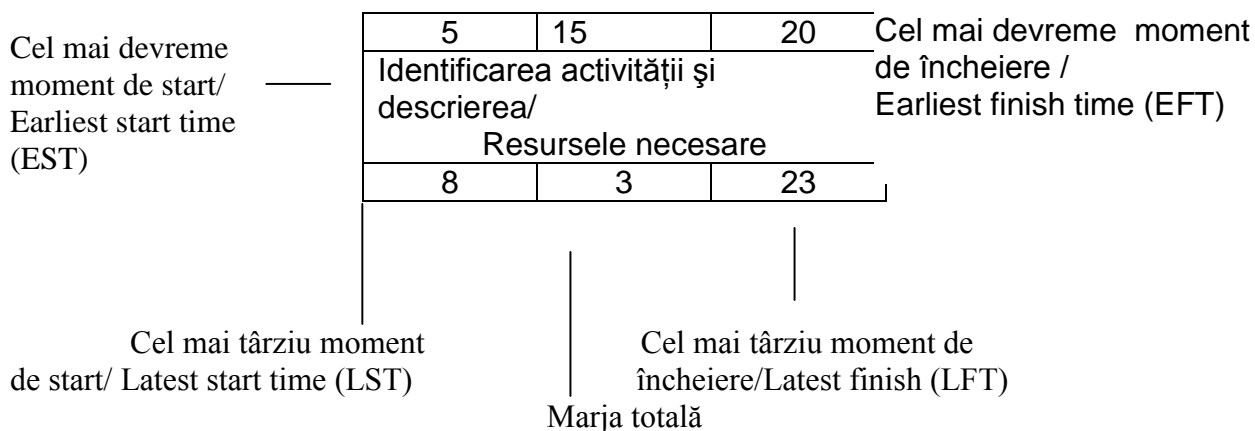 Cel mai devreme
moment de start/
Earliest start time
(EST)
5 15 20
Identificarea activității şi
descrierea/
Resursele necesare
8 3 23
Cel mai devreme moment
de încheiere /
Earliest finish time (EFT)
Cel mai târziu moment
de start/ Latest start time (LST)
Cel mai târziu moment de
încheiere/Latest finish (LFT)
Marja totală